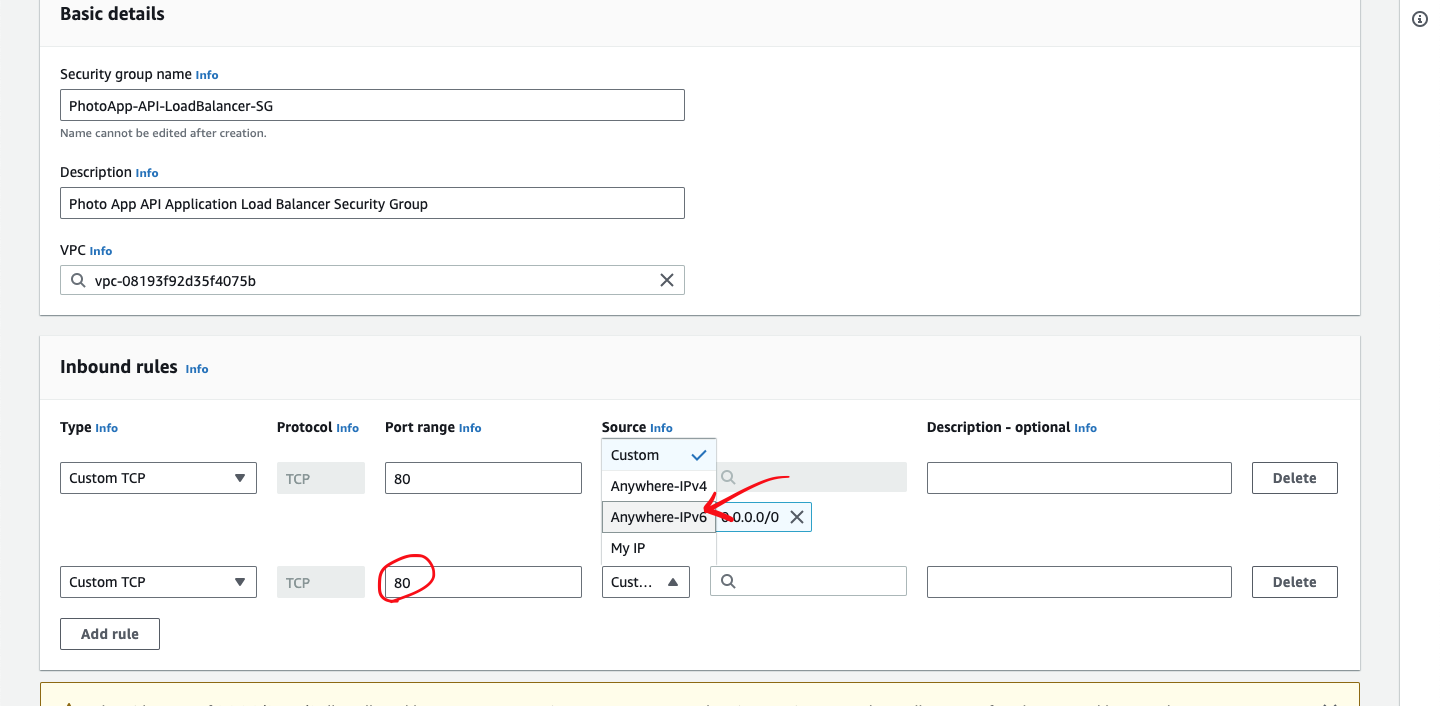 Basic details
Security group name Info
PhotoApp-API-LoadBalancer-SG
Name cannot be edited after creation.
Description Info
Photo App API Application Load Balancer Security Group
VPC Info
vpc-08193f92d35f4075b
Inbound rules Info
Type Info Protocol Info Port range Info Source Info Description - optional Info
Custom
Custom TCP TCP 80 Delete
Anywhere-IPv4
Anywhere-IPv6 0.0.0.0/0
My IP
Custom TCP TCP 80 Cust... Delete
Add rule